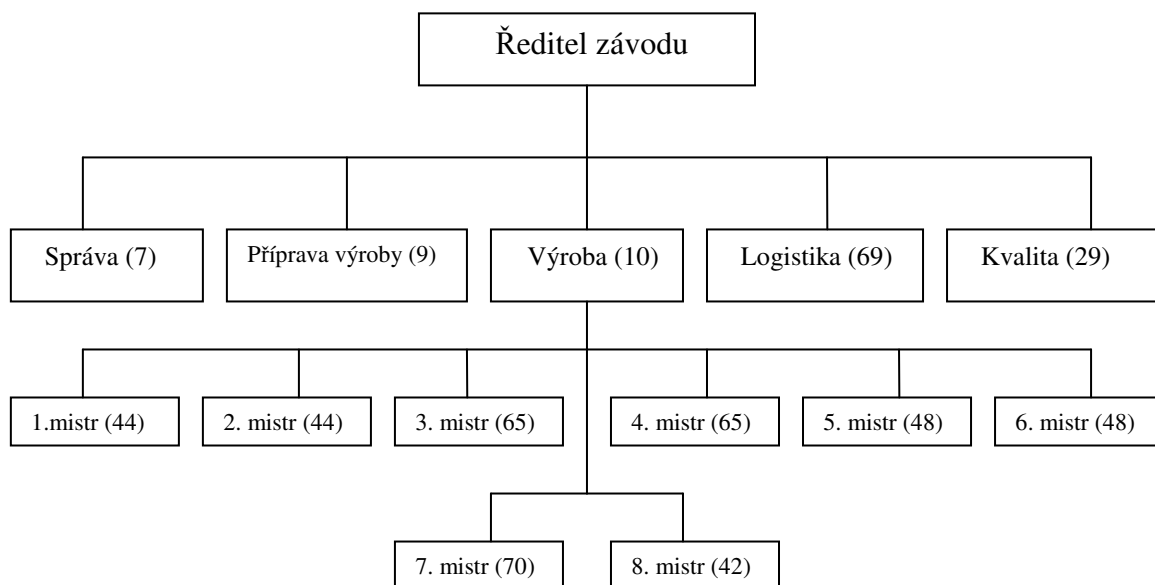 Ředitel závodu
Správa (7)
Příprava výroby (9)
Výroba (10)
Logistika (69)
Kvalita (29)
1.mistr (44)
2. mistr (44)
3. mistr (65)
4. mistr (65)
5. mistr (48)
6. mistr (48)
7. mistr (70)
8. mistr (42)